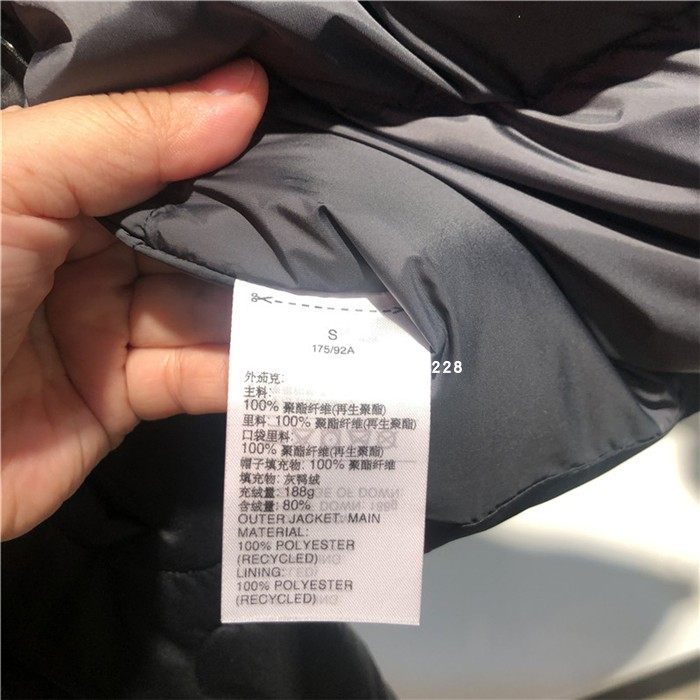 S
175/92A
228
外茄克:
主料:
100% 聚酯纤维(再生聚酯)
里料: 100% 聚酯纤维(再生聚酯)
口袋里料:
100% 聚酯纤维(再生聚酯)
帽子填充物: 100% 聚酯纤维
填充物: 灰鸭绒
充绒量: 188g
含绒量: 80%
OUTER JACKET: MAIN
MATERIAL:
100% POLYESTER
(RECYCLED)
LINING:
100% POLYESTER
(RECYCLED)